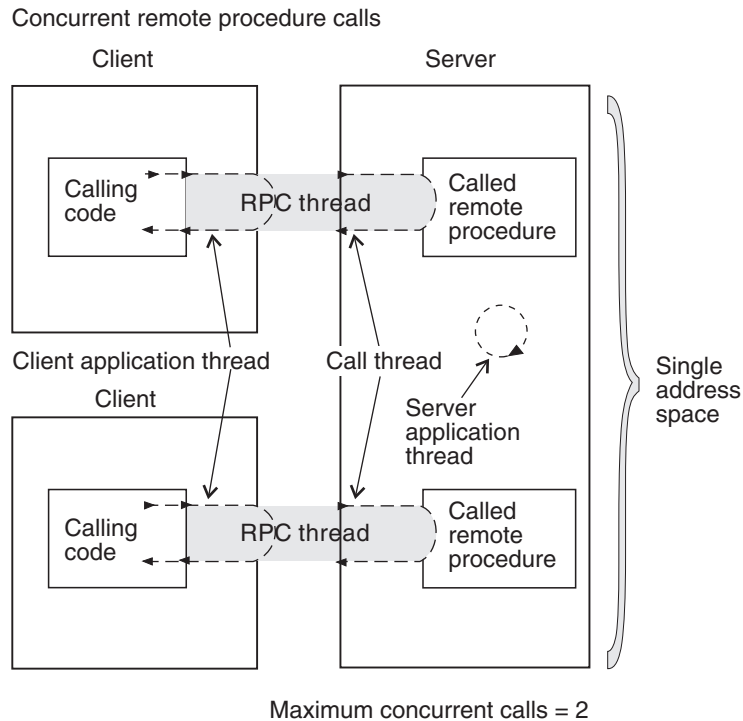 Concurrent remote procedure calls
Client
Server
Calling
code
RPC thread
Called
remote
procedure
Client application thread
Call thread
Client
Server
application
thread
Single
address
space
Calling
code
RPC thread
Called
remote
procedure
Maximum concurrent calls = 2